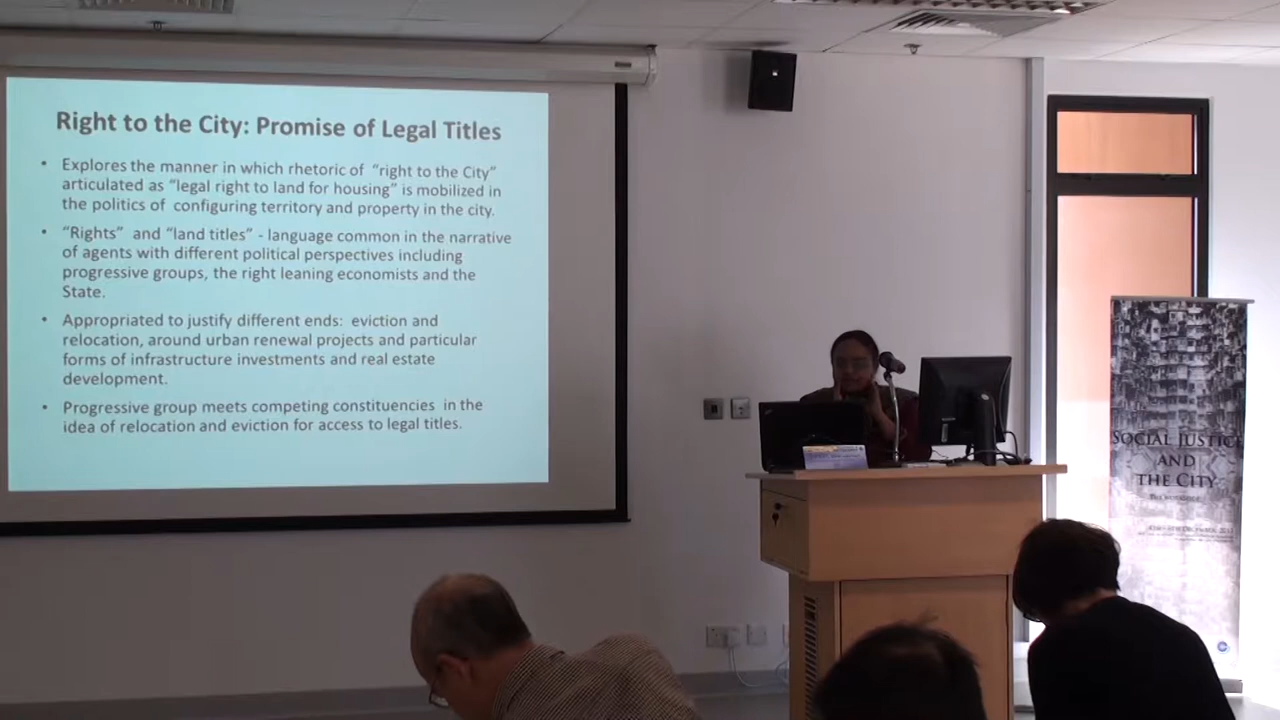 Right to the City: Promise of Legal Titles
• Explores the manner in which rhetoric of “right to the City”
articulated as “legal right to land for housing” is mobilized in
the politics of configuring territory and property in the city.
• “Rights” and “land titles” - language common in the narrative
of agents with different political perspectives including
progressive groups, the right leaning economists and the
State.
• Appropriated to justify different ends: eviction and
relocation, around urban renewal projects and particular
forms of infrastructure investments and real estate
development.
• Progressive group meets competing constituencies in the
idea of relocation and eviction for access to legal titles.
SOCIAL JUSTICE
AND
THE CITY